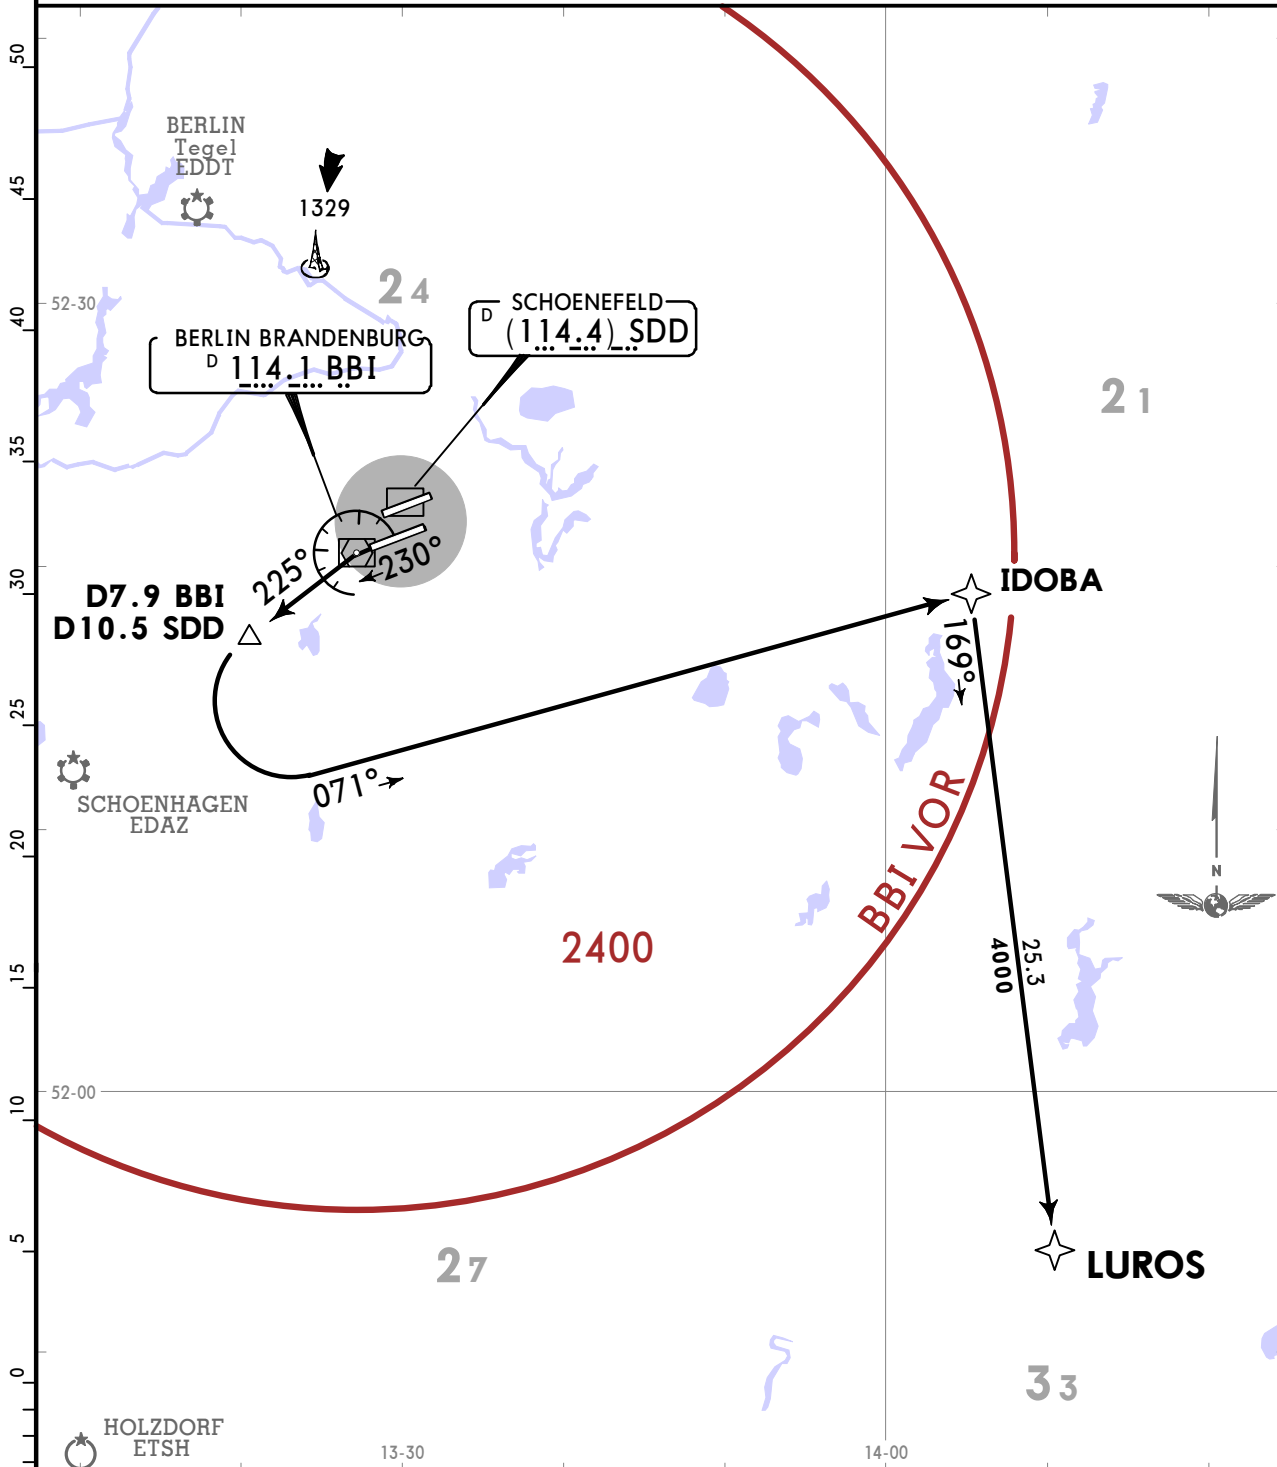 50
BERLIN
Tegel
EDDT
45
1329
24
52-30
40
SCHOENEFELD
D (114.4) SDD
BERLIN BRANDENBURG
D 114.1 BBI
21
35
225°
230°
30
D7.9 BBI
D10.5 SDD
IDOBA
169°
25
071°
SCHOENHAGEN
EDAZ
20
BBI VOR
N
2400
25.3
4000
15
52-00
10
5
27
LUROS
0
33
HOLZDORF
ETSH
13-30
14-00